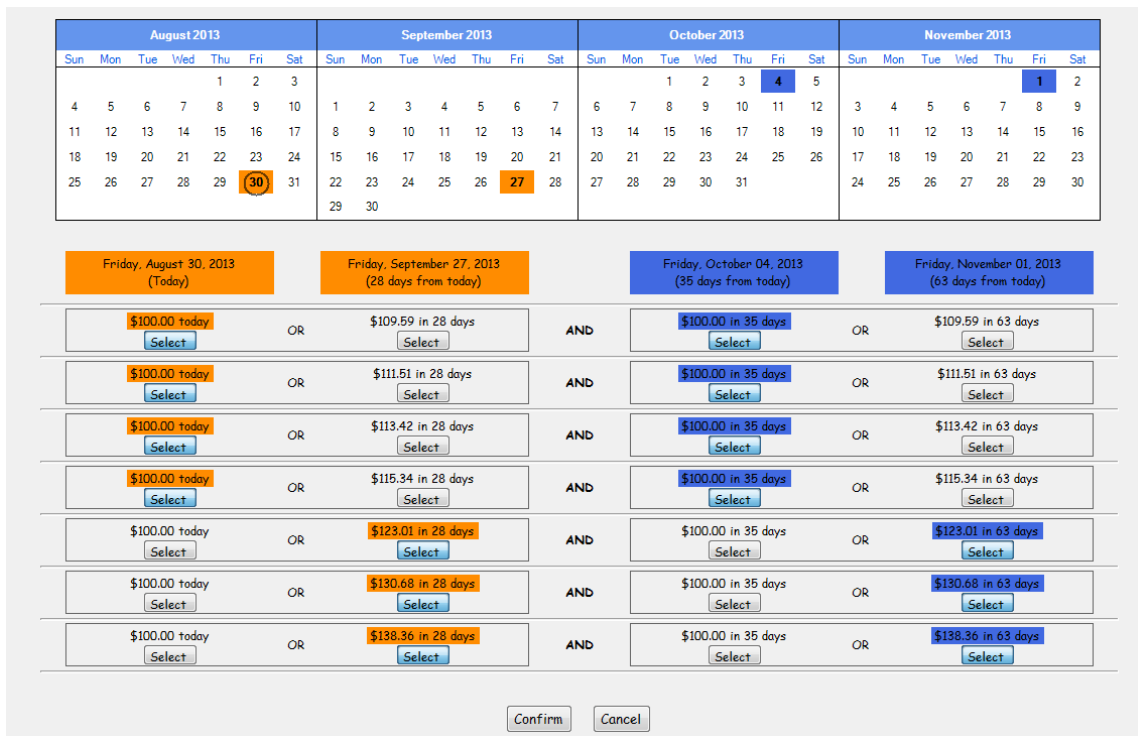 August 2013 September 2013 October 2013 November 2013
Sun Mon Tue Wed Thu Fri Sat Sun Mon Tue Wed Thu Fri Sat Sun Mon Tue Wed Thu Fri Sat Sun Mon Tue Wed Thu Fri Sat
1 2 3 1 2 3 4 5 1 2
4 5 6 7 8 9 10 1 2 3 4 5 6 7 6 7 8 9 10 11 12 3 4 5 6 7 8 9
11 12 13 14 15 16 17 8 9 10 11 12 13 14 13 14 15 16 17 18 19 10 11 12 13 14 15 16
18 19 20 21 22 23 24 15 16 17 18 19 20 21 20 21 22 23 24 25 26 17 18 19 20 21 22 23
25 26 27 28 29 30 31 22 23 24 25 26 27 28 27 28 29 30 31 24 25 26 27 28 29 30
29 30
Friday, August 30, 2013 Friday, September 27, 2013 Friday, October 04, 2013 Friday, November 01, 2013
(Today) (28 days from today) (35 days from today) (63 days from today)
$100.00 today $109.59 in 28 days $100.00 in 35 days $109.59 in 63 days
OR AND OR
Select Select Select Select
$100.00 today $111.51 in 28 days $100.00 in 35 days $111.51 in 63 days
OR AND OR
Select Select Select Select
$100.00 today $113.42 in 28 days $100.00 in 35 days $113.42 in 63 days
OR AND OR
Select Select Select Select
$100.00 today $115.34 in 28 days $100.00 in 35 days $115.34 in 63 days
OR AND OR
Select Select Select Select
$100.00 today $123.01 in 28 days $100.00 in 35 days $123.01 in 63 days
OR AND OR
Select Select Select Select
$100.00 today $130.68 in 28 days $100.00 in 35 days $130.68 in 63 days
OR AND OR
Select Select Select Select
$100.00 today $138.36 in 28 days $100.00 in 35 days $138.36 in 63 days
OR AND OR
Select Select Select Select
Confirm Cancel